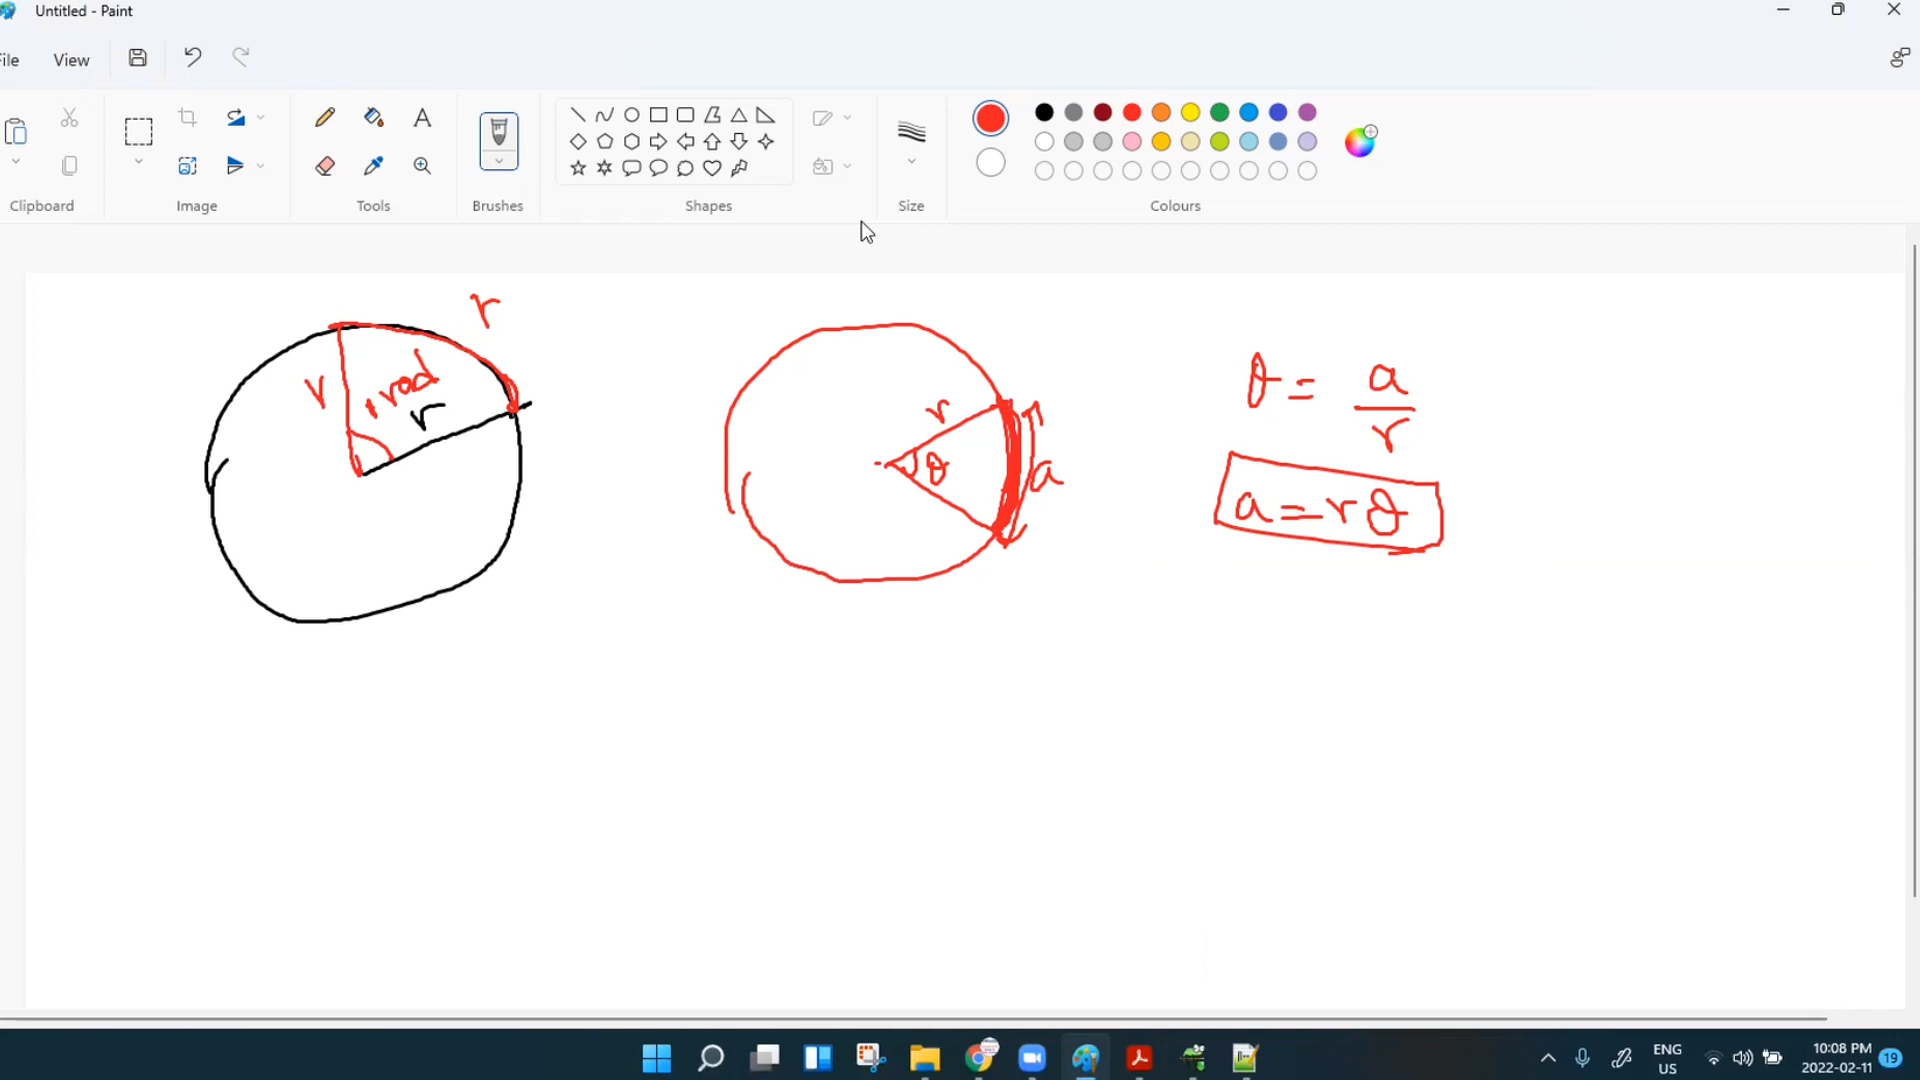 Untitled - Paint
File
View
Clipboard
Image
Tools
Brushes
Shapes
Size
Colours
r
r
1 rad
r
r
θ
a
θ = a/r
a = rθ
ENG
US
10:08 PM
2022-02-11
19